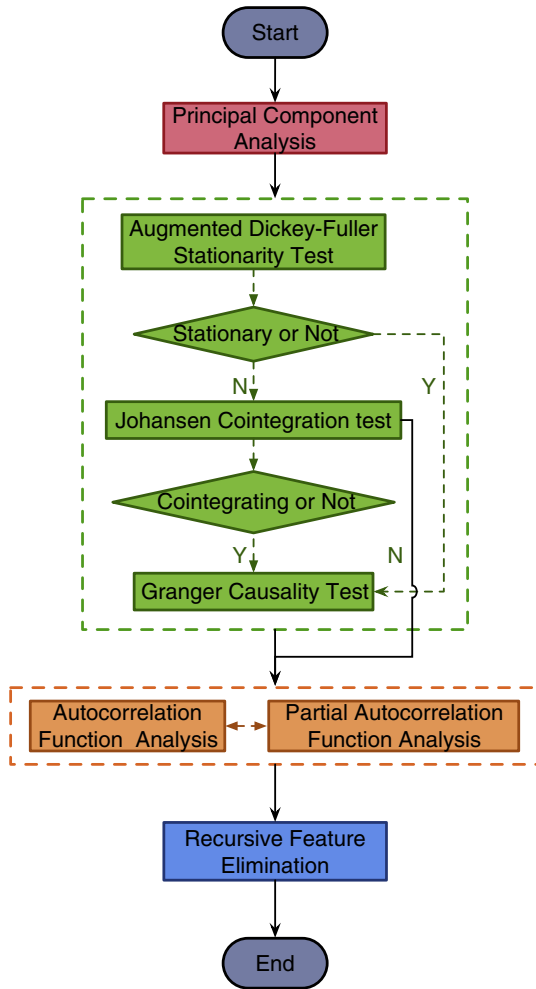 Start
Principal Component
Analysis
Augmented Dickey-Fuller
Stationarity Test
Stationary or Not
N
Y
Johansen Cointegration test
Cointegrating or Not
Y
N
Granger Causality Test
Autocorrelation
Function Analysis
Partial Autocorrelation
Function Analysis
Recursive Feature
Elimination
End